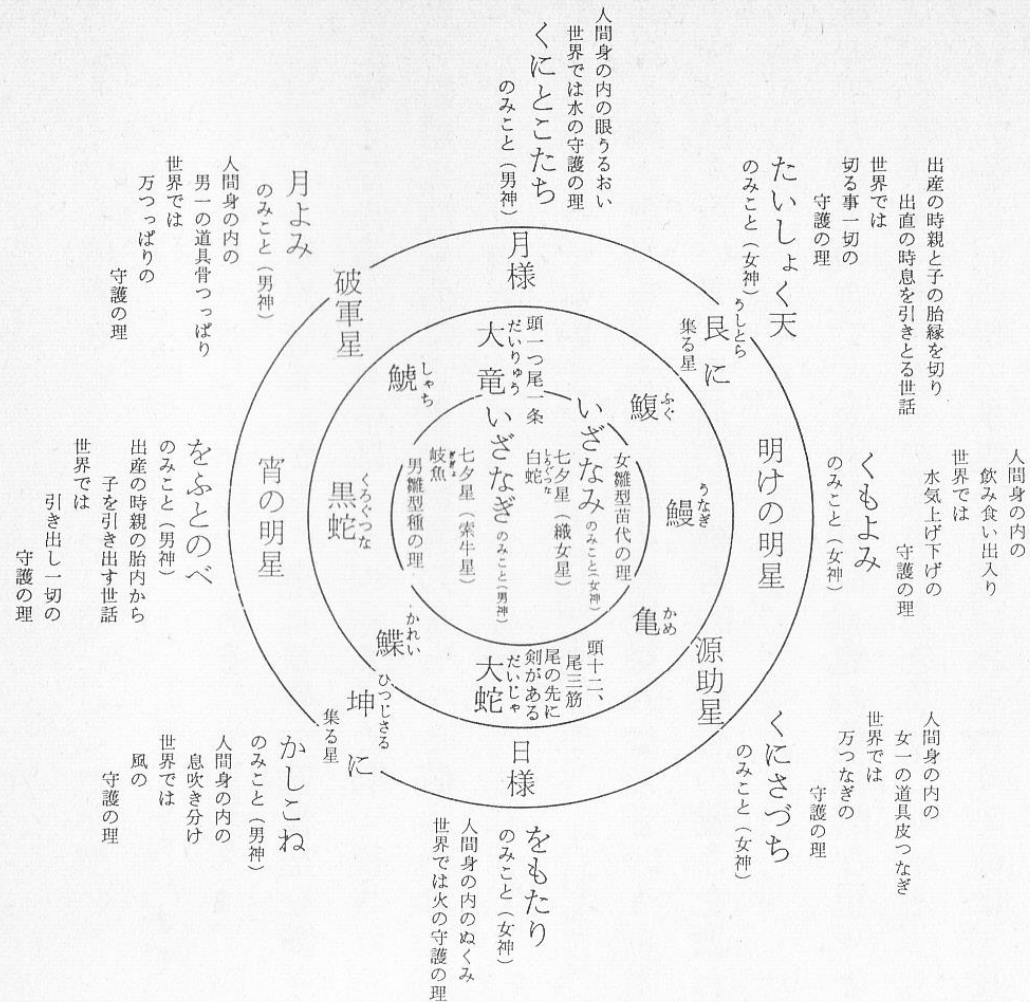 人間身の内の眼うるおい
世界では水の守護の理
くにとこたち
のみこと(男神)
月様
頭一つ尾一条
だいりゅう
大竜
出産の時親と子の胎縁を切り
出直の時息を引きとる世話
世界では
切る事一切の
守護の理
たいしょく天
のみこと(女神)
うしとら
艮に
集る星
ふぐ
鰒
人間身の内の
飲み食い出入り
世界では
水気上げ下げの
守護の理
くもよみ
のみこと(女神)
明けの明星
うなぎ
鰻
人間身の内の
女一の道具皮つなぎ
世界では
万つなぎの
守護の理
くにさづち
のみこと(女神)
源助星
かめ
亀
頭十二、
尾三筋
尾の先に
剣がある
だいじゃ
大蛇
日様
をもたり
のみこと(女神)
人間身の内のぬくみ
世界では火の守護の理
ひつじさる
坤に
集る星
かれい
鰈
かしこね
のみこと(男神)
人間身の内の
息吹き分け
世界では
風の
守護の理
宵の明星
くろぐつな
黒蛇
をふとのべ
のみこと(男神)
出産の時親の胎内から
子を引き出す世話
世界では
引き出し一切の
守護の理
破軍星
しゃち
鯱
月よみ
のみこと(男神)
人間身の内の
男一の道具骨つっぱり
世界では
万つっぱりの
守護の理
女雛型苗代の理
いざなみのみこと(女神)
七夕星(織女星)
しろぐつな
白蛇
いざなぎのみこと(男神)
七夕星(索牛星)
ぎぎょ
岐魚
男雛型種の理